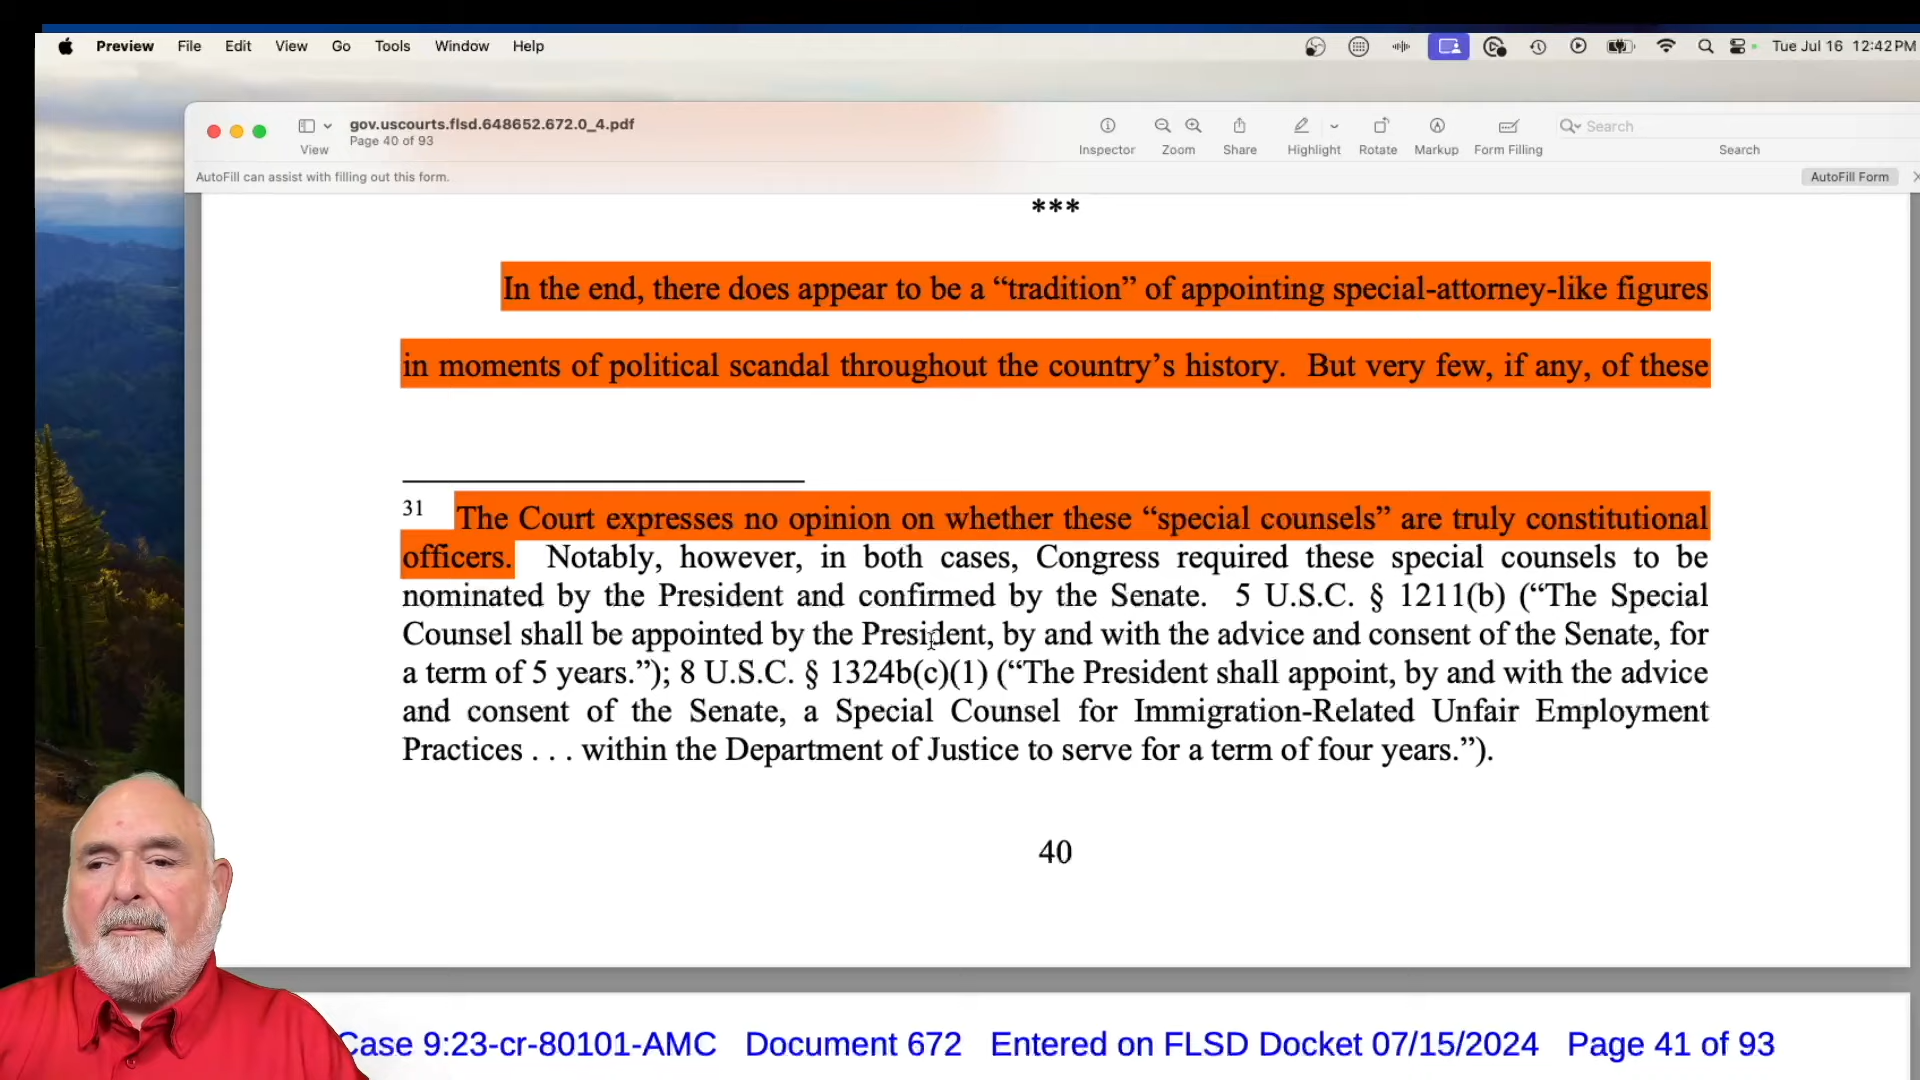 Preview File Edit View Go Tools Window Help Tue Jul 16 12:42 PM
gov.uscourts.flsd.648652.672.0_4.pdf
Page 40 of 93
Search
View Inspector Zoom Share Highlight Rotate Markup Form Filling Search
AutoFill can assist with filling out this form. AutoFill Form
***
In the end, there does appear to be a “tradition” of appointing special-attorney-like figures
in moments of political scandal throughout the country’s history. But very few, if any, of these
31 The Court expresses no opinion on whether these “special counsels” are truly constitutional
officers. Notably, however, in both cases, Congress required these special counsels to be
nominated by the President and confirmed by the Senate. 5 U.S.C. § 1211(b) (“The Special
Counsel shall be appointed by the President, by and with the advice and consent of the Senate, for
a term of 5 years.”); 8 U.S.C. § 1324b(c)(1) (“The President shall appoint, by and with the advice
and consent of the Senate, a Special Counsel for Immigration-Related Unfair Employment
Practices . . . within the Department of Justice to serve for a term of four years.”).
40
Case 9:23-cr-80101-AMC Document 672 Entered on FLSD Docket 07/15/2024 Page 41 of 93